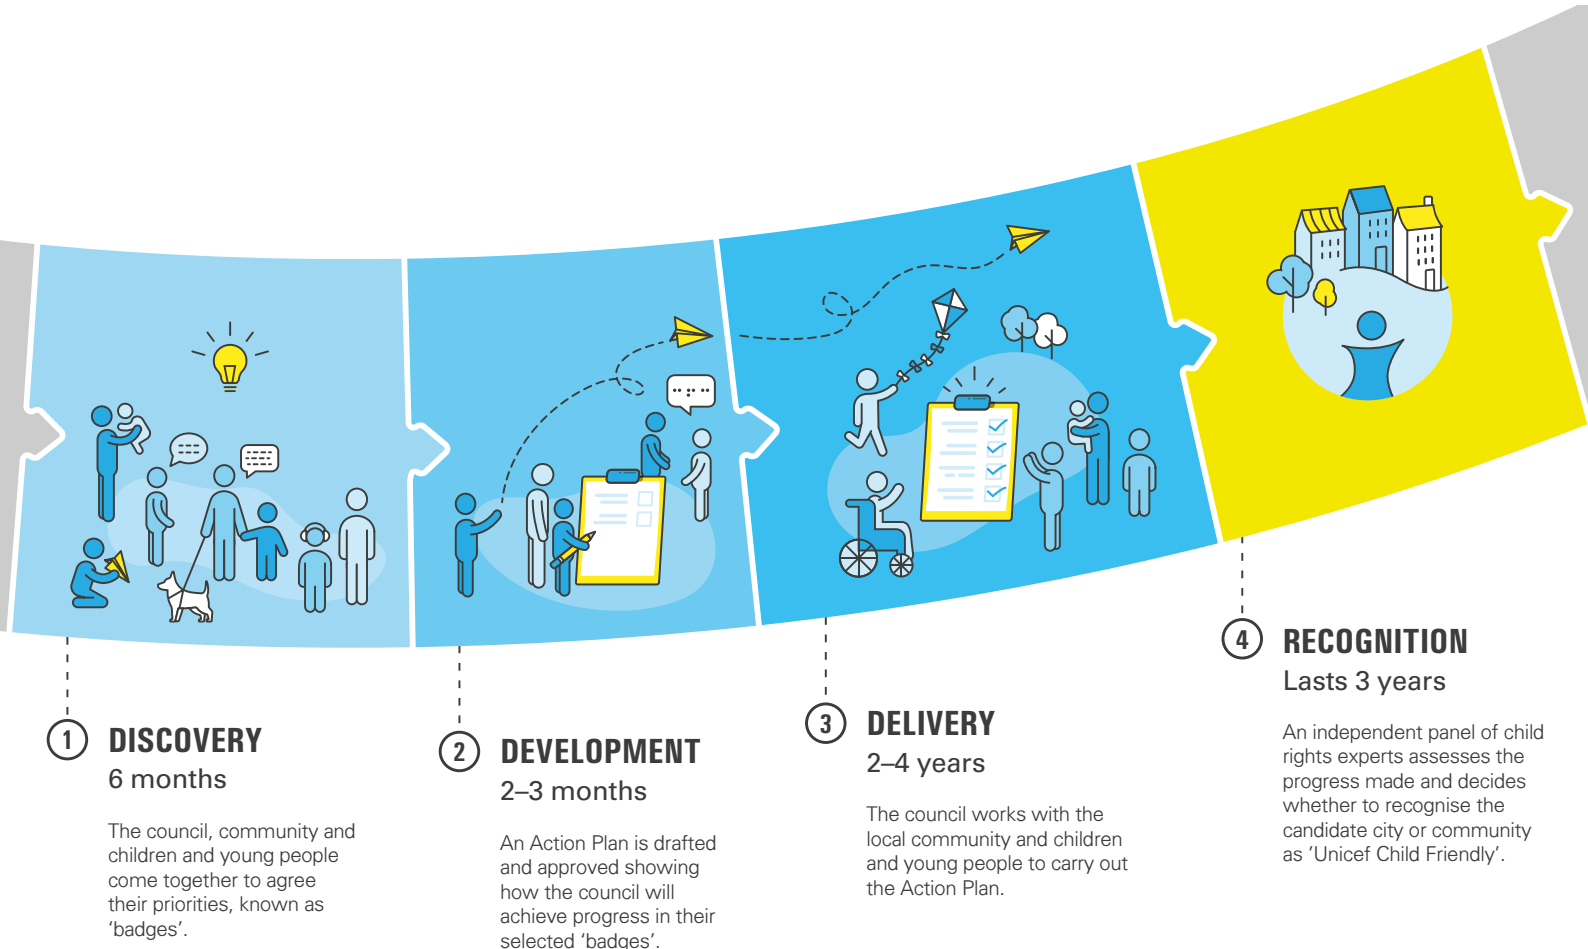 1
DISCOVERY
6 months
The council, community and
children and young people
come together to agree
their priorities, known as
‘badges’.
2
DEVELOPMENT
2–3 months
An Action Plan is drafted
and approved showing
how the council will
achieve progress in their
selected ‘badges’.
3
DELIVERY
2–4 years
The council works with the
local community and children
and young people to carry out
the Action Plan.
4
RECOGNITION
Lasts 3 years
An independent panel of child
rights experts assesses the
progress made and decides
whether to recognise the
candidate city or community
as ’Unicef Child Friendly’.